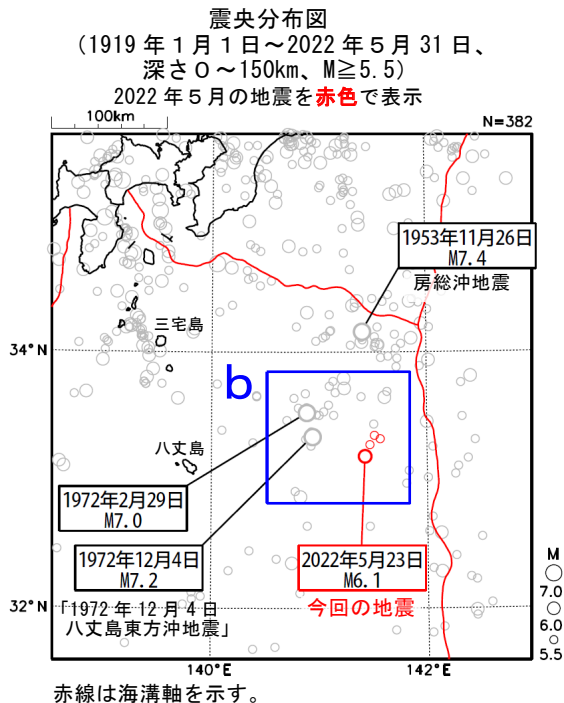 震央分布図
（1919年１月１日～2022年５月31日、
深さ０～150km、M≧5.5）
2022年５月の地震を赤色で表示
100km
N=382
1953年11月26日
M7.4
房総沖地震
三宅島
34°N
b
八丈島
1972年2月29日
M7.0
1972年12月4日
M7.2
2022年5月23日
M6.1
今回の地震
「1972年12月４日
八丈島東方沖地震」
32°N
M
7.0
6.0
5.5
140°E
142°E
赤線は海溝軸を示す。